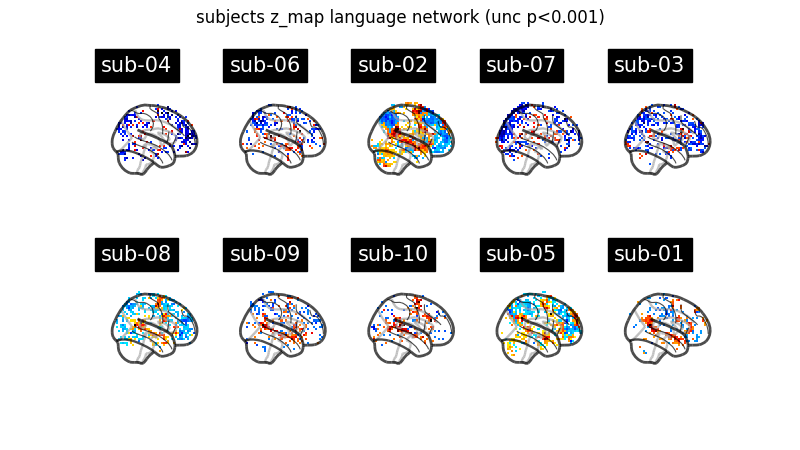 subjects z_map language network (unc p<0.001)
sub-04 sub-06 sub-02 sub-07 sub-03
sub-08 sub-09 sub-10 sub-05 sub-01